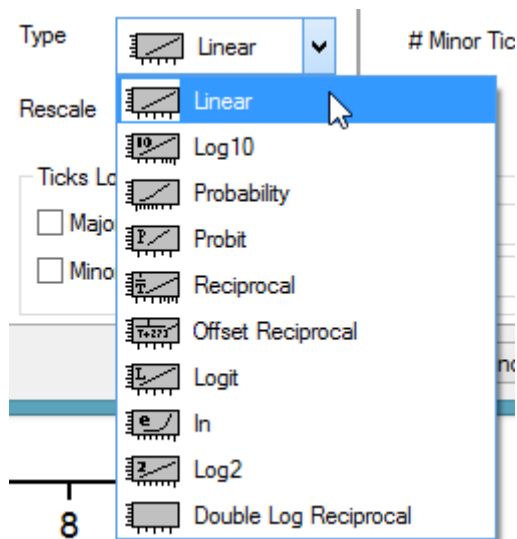 Type
Linear
# Minor Tic
Rescale
Linear
Log10
Probability
Probit
Reciprocal
Offset Reciprocal
Logit
ln
Log2
Double Log Reciprocal
Ticks Lo
Majo
Mino
8